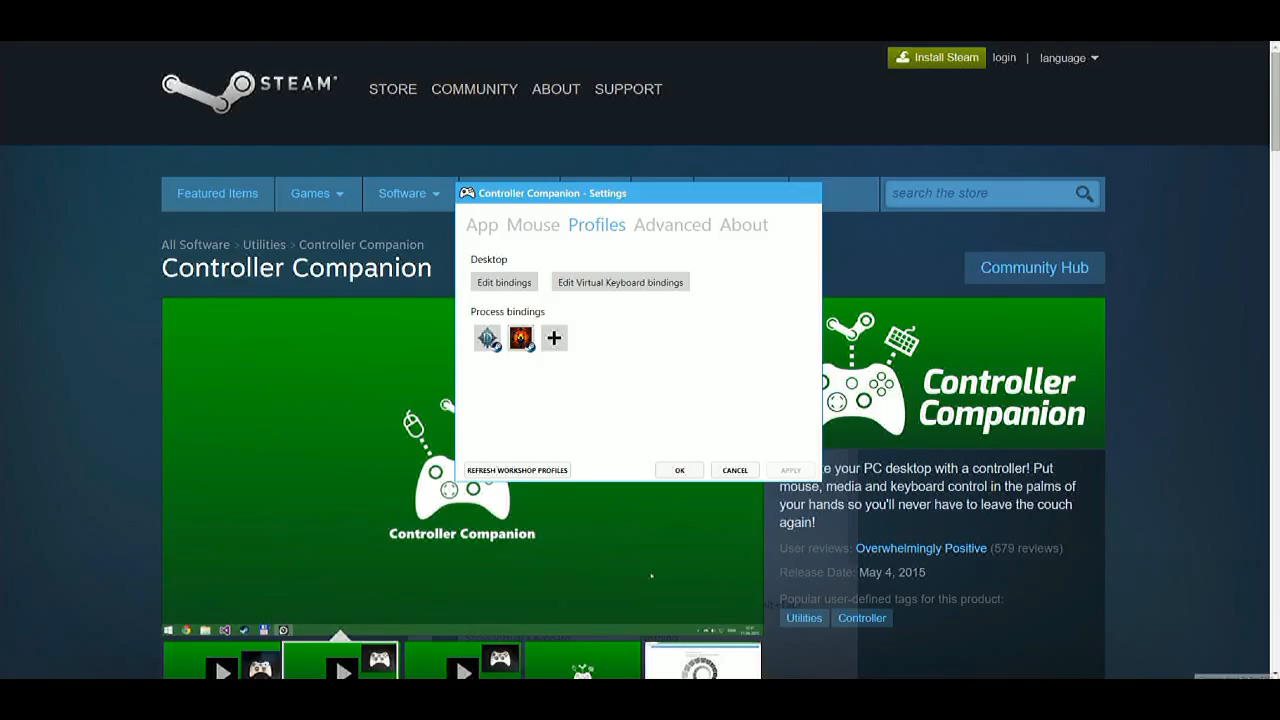 Install Steam login | language
STEAM
STORE COMMUNITY ABOUT SUPPORT
Featured Items Games Software
search the store
Controller Companion - Settings
App Mouse Profiles Advanced About
Desktop
Edit bindings Edit Virtual Keyboard bindings
Process bindings
REFRESH WORKSHOP PROFILES OK CANCEL APPLY
All Software > Utilities > Controller Companion
Controller Companion
Community Hub
Controller Companion
Controller
Companion
your PC desktop with a controller! Put
mouse, media and keyboard control in the palms of
your hands so you'll never have to leave the couch
again!
User reviews: Overwhelmingly Positive (579 reviews)
Release Date: May 4, 2015
Popular user-defined tags for this product:
Utilities Controller